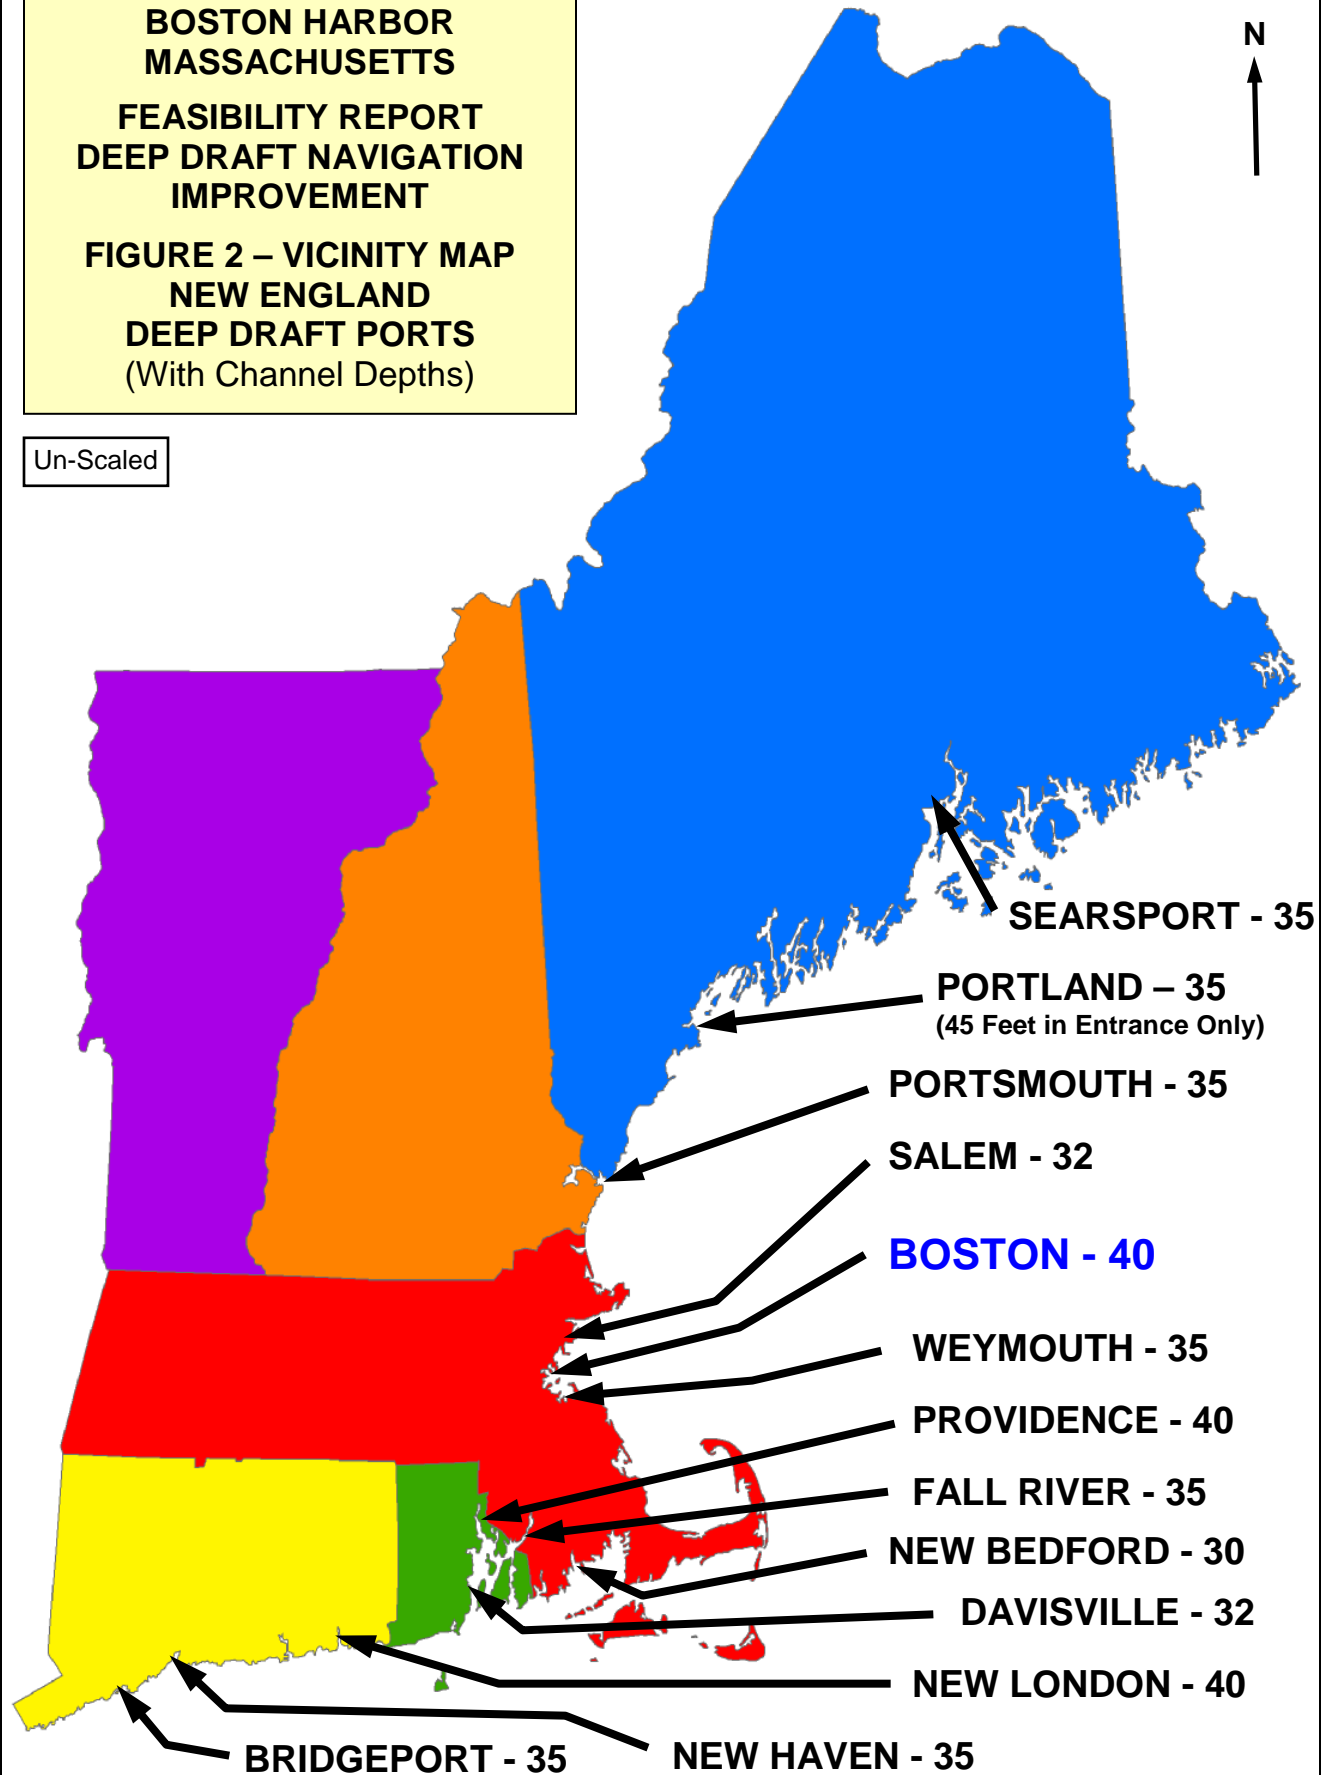 BOSTON HARBOR
MASSACHUSETTS
FEASIBILITY REPORT
DEEP DRAFT NAVIGATION
IMPROVEMENT
FIGURE 2 – VICINITY MAP
NEW ENGLAND
DEEP DRAFT PORTS
(With Channel Depths)
N
Un-Scaled
SEARSPORT - 35
PORTLAND – 35
(45 Feet in Entrance Only)
PORTSMOUTH - 35
SALEM - 32
BOSTON - 40
WEYMOUTH - 35
PROVIDENCE - 40
FALL RIVER - 35
NEW BEDFORD - 30
DAVISVILLE - 32
NEW LONDON - 40
NEW HAVEN - 35
BRIDGEPORT - 35